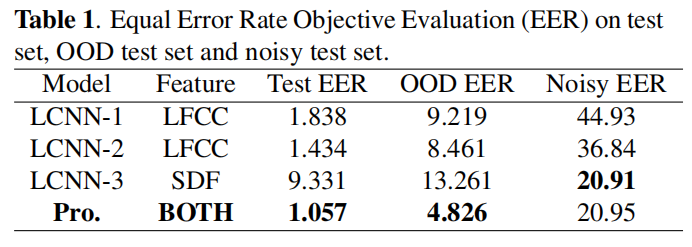 Table 1. Equal Error Rate Objective Evaluation (EER) on test
set, OOD test set and noisy test set.
Model Feature Test EER OOD EER Noisy EER
LCNN-1 LFCC 1.838 9.219 44.93
LCNN-2 LFCC 1.434 8.461 36.84
LCNN-3 SDF 9.331 13.261 20.91
Pro. BOTH 1.057 4.826 20.95